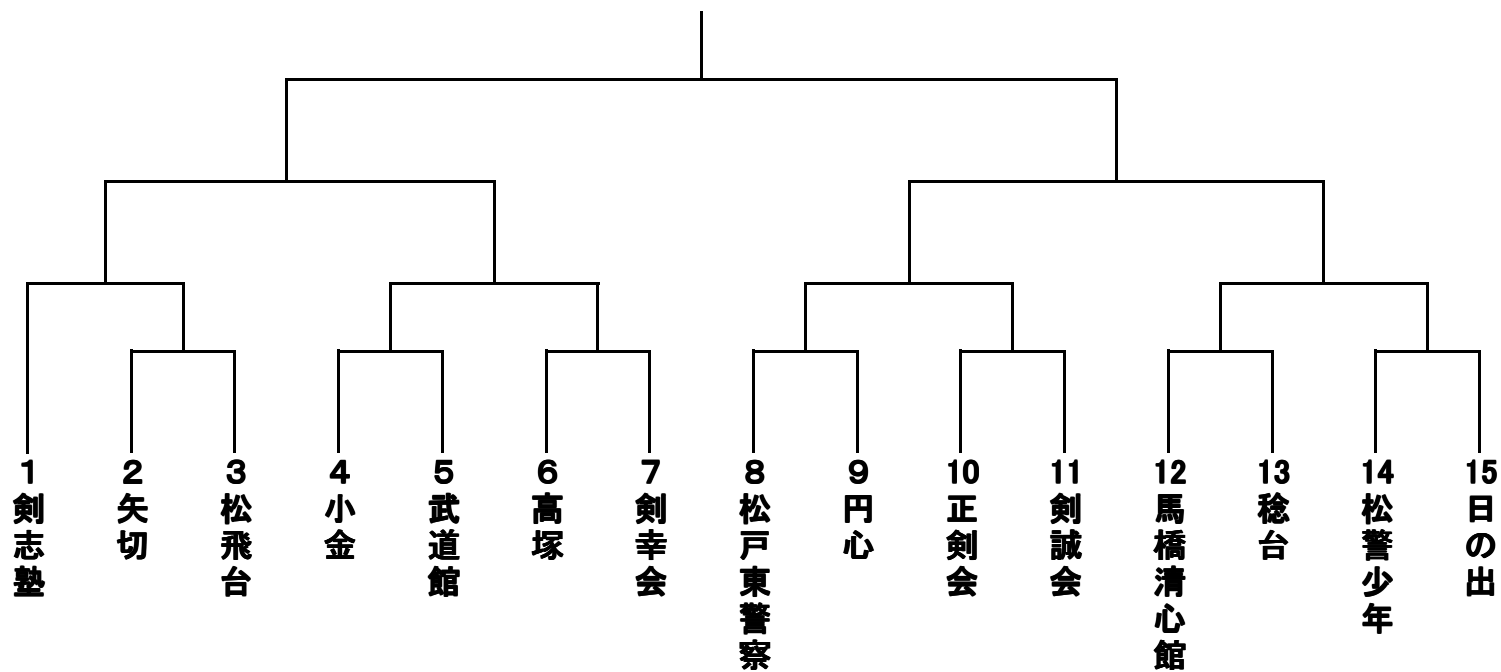 1 剣志塾
2 矢切
3 松飛台
4 小金
5 武道館
6 高塚
7 剣幸会
8 松戸東警察
9 円心
10 正剣会
11 剣誠会
12 馬橋清心館
13 稔台
14 松警少年
15 日の出